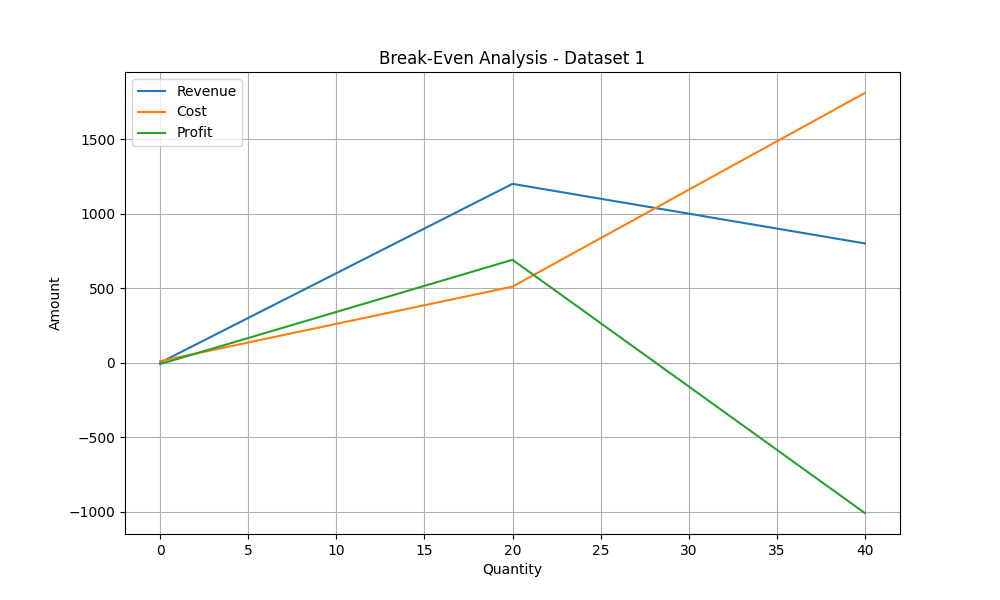 Break-Even Analysis - Dataset 1
Revenue
Cost
Profit
1500
1000
500
0
−500
−1000
Amount
0 5 10 15 20 25 30 35 40
Quantity